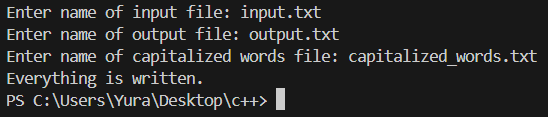 Enter name of input file: input.txt
Enter name of output file: output.txt
Enter name of capitalized words file: capitalized_words.txt
Everything is written.
PS C:\Users\Yura\Desktop\c++>